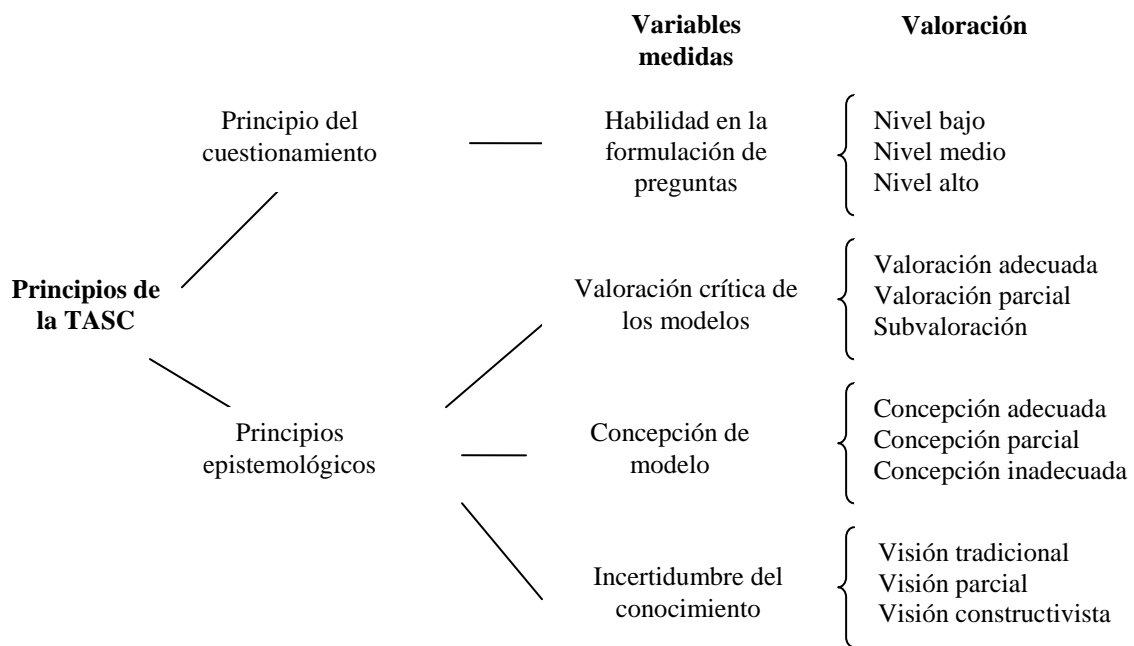 Variables
medidas
Valoración
Principio del
cuestionamiento
Habilidad en la
formulación de
preguntas
Nivel bajo
Nivel medio
Nivel alto
Principios de
la TASC
Valoración crítica de
los modelos
Valoración adecuada
Valoración parcial
Subvaloración
Principios
epistemológicos
Concepción de
modelo
Concepción adecuada
Concepción parcial
Concepción inadecuada
Incertidumbre del
conocimiento
Visión tradicional
Visión parcial
Visión constructivista